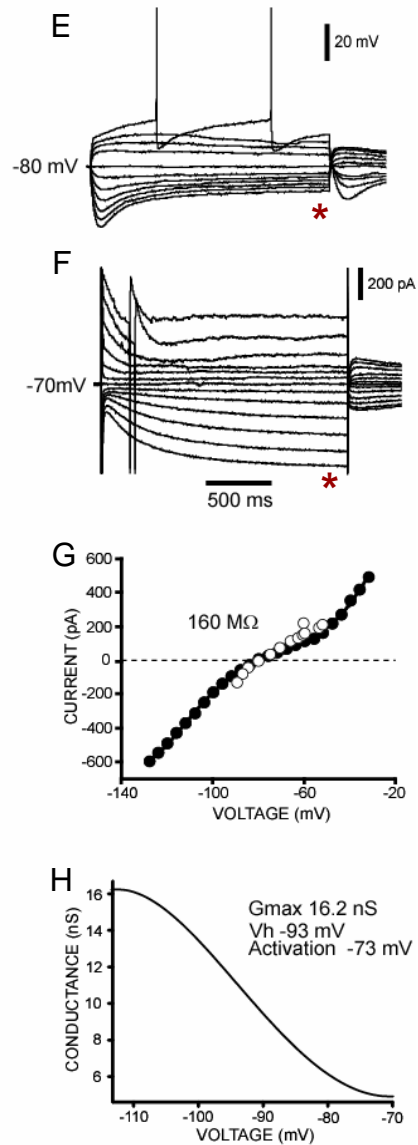 E
20 mV
-80 mV
*
F
200 pA
-70mV
*
500 ms
G
600
400
200
0
-200
-400
-600
CURRENT (pA)
160 MΩ
-140
-100
-60
-20
VOLTAGE (mV)
H
16
14
12
10
8
6
CONDUCTANCE (nS)
Gmax 16.2 nS
Vh -93 mV
Activation -73 mV
-110
-100
-90
-80
-70
VOLTAGE (mV)